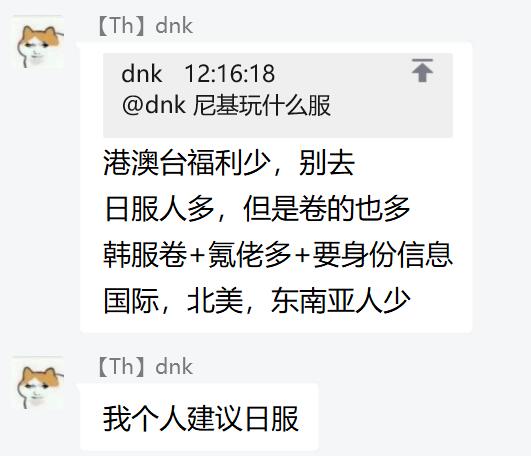 【Th】dnk
dnk 12:16:18
@dnk 尼基玩什么服
港澳台福利少，别去
日服人多，但是卷的也多
韩服卷+氪佬多+要身份信息
国际，北美，东南亚人少
【Th】dnk
我个人建议日服